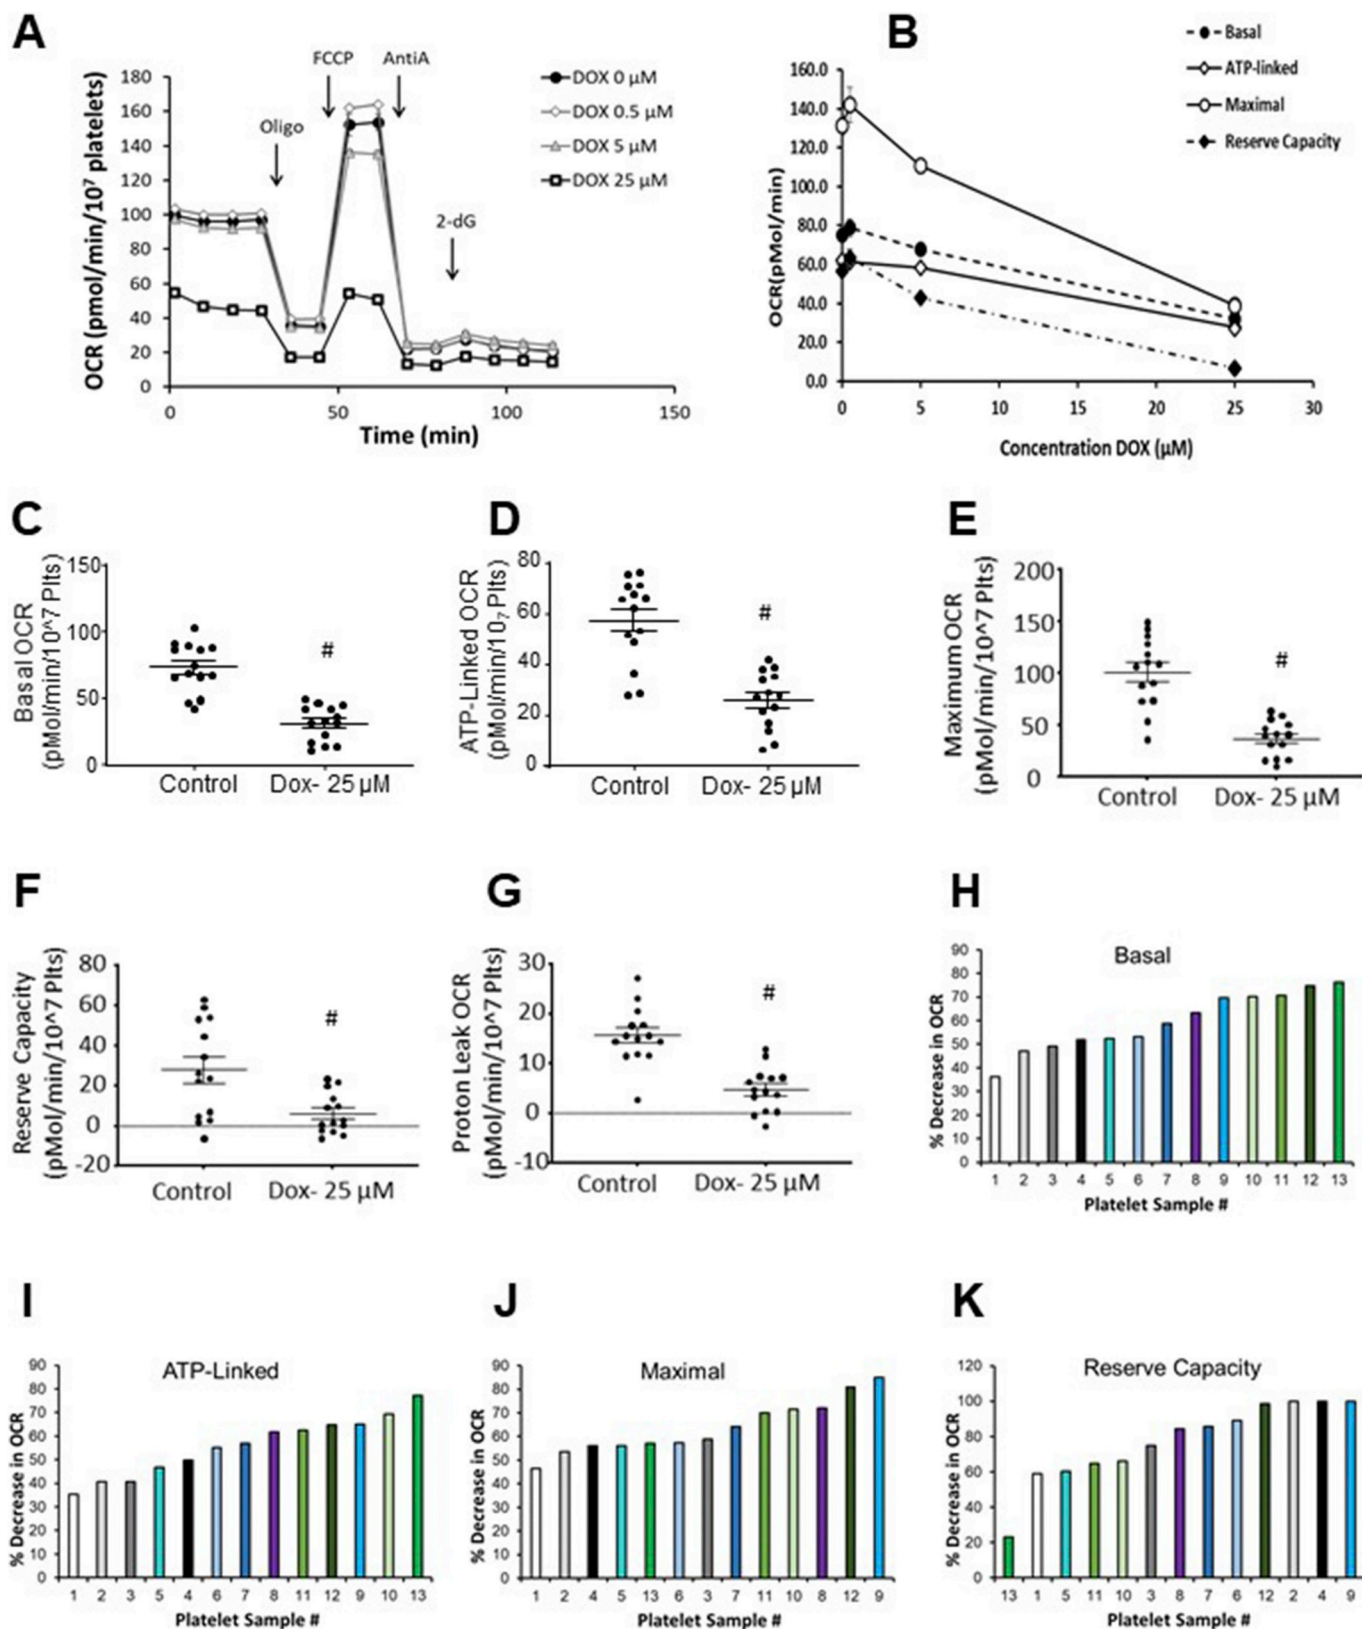 A
OCR (pmol/min/10⁷ platelets)
180
160
140
120
100
80
60
40
20
0
0
50
100
150
Time (min)
Oligo
FCCP
AntiA
2-dG
DOX 0 µM
DOX 0.5 µM
DOX 5 µM
DOX 25 µM
B
OCR(pMol/min)
160.0
140.0
120.0
100.0
80.0
60.0
40.0
20.0
0.0
0
5
10
15
20
25
30
Concentration DOX (µM)
Basal
ATP-linked
Maximal
Reserve Capacity
C
Basal OCR
(pMol/min/10^7 Plts)
150
100
50
0
#
Control
Dox- 25 µM
D
ATP-Linked OCR
(pMol/min/10₇ Plts)
80
60
40
20
0
#
Control
Dox- 25 µM
E
Maximum OCR
(pMol/min/10^7 Plts)
200
150
100
50
0
#
Control
Dox- 25 µM
F
Reserve Capacity
(pMol/min/10^7 Plts)
80
60
40
20
0
-20
#
Control
Dox- 25 µM
G
Proton Leak OCR
(pMol/min/10^7 Plts)
30
20
10
0
-10
#
Control
Dox- 25 µM
H
Basal
% Decrease in OCR
90
80
70
60
50
40
30
20
10
0
1 2 3 4 5 6 7 8 9 10 11 12 13
Platelet Sample #
I
ATP-Linked
% Decrease in OCR
90
80
70
60
50
40
30
20
10
0
1 2 3 5 4 6 7 8 11 12 9 10 13
Platelet Sample #
J
Maximal
% Decrease in OCR
90
80
70
60
50
40
30
20
10
0
1 2 4 5 13 6 3 7 11 10 8 12 9
Platelet Sample #
K
Reserve Capacity
% Decrease in OCR
120
100
80
60
40
20
0
13 1 5 11 10 3 8 7 6 12 2 4 9
Platelet Sample #